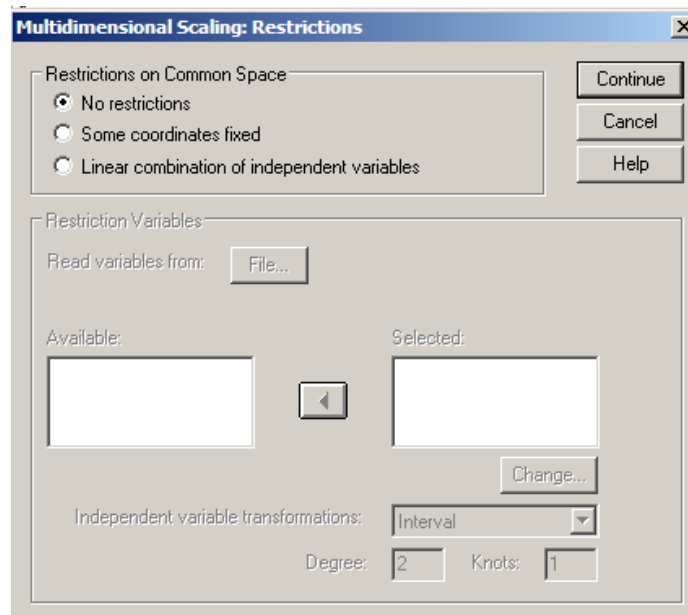 Multidimensional Scaling: Restrictions
Restrictions on Common Space
No restrictions
Some coordinates fixed
Linear combination of independent variables
Continue
Cancel
Help
Restriction Variables
Read variables from: File...
Available: Selected:
Change...
Independent variable transformations: Interval
Degree: 2 Knots: 1